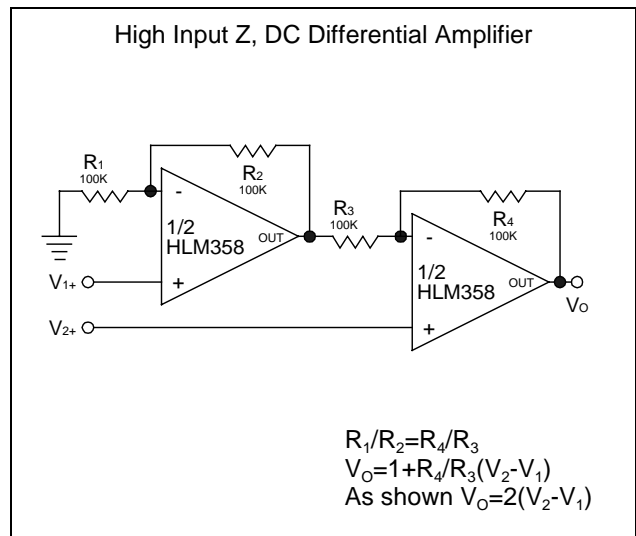 High Input Z, DC Differential Amplifier
R1
100K
R2
100K
-
1/2
HLM358
OUT
+
R3
100K
R4
100K
-
1/2
HLM358
OUT
+
V1+
V2+
VO
R1/R2=R4/R3
VO=1+R4/R3(V2-V1)
As shown VO=2(V2-V1)